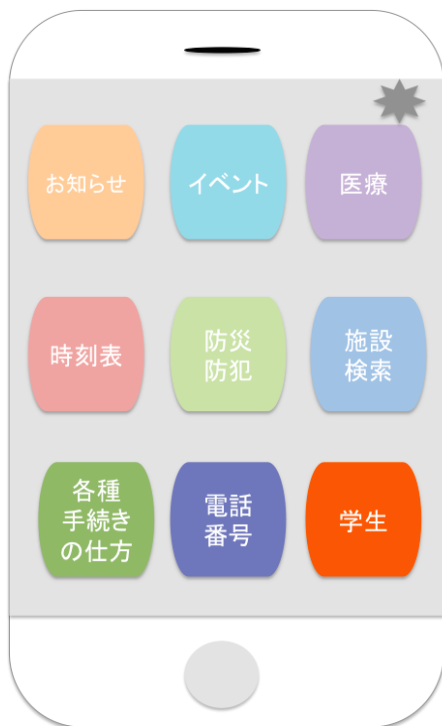 お知らせ
イベント
医療
時刻表
防災
防犯
施設
検索
各種
手続き
の仕方
電話
番号
学生